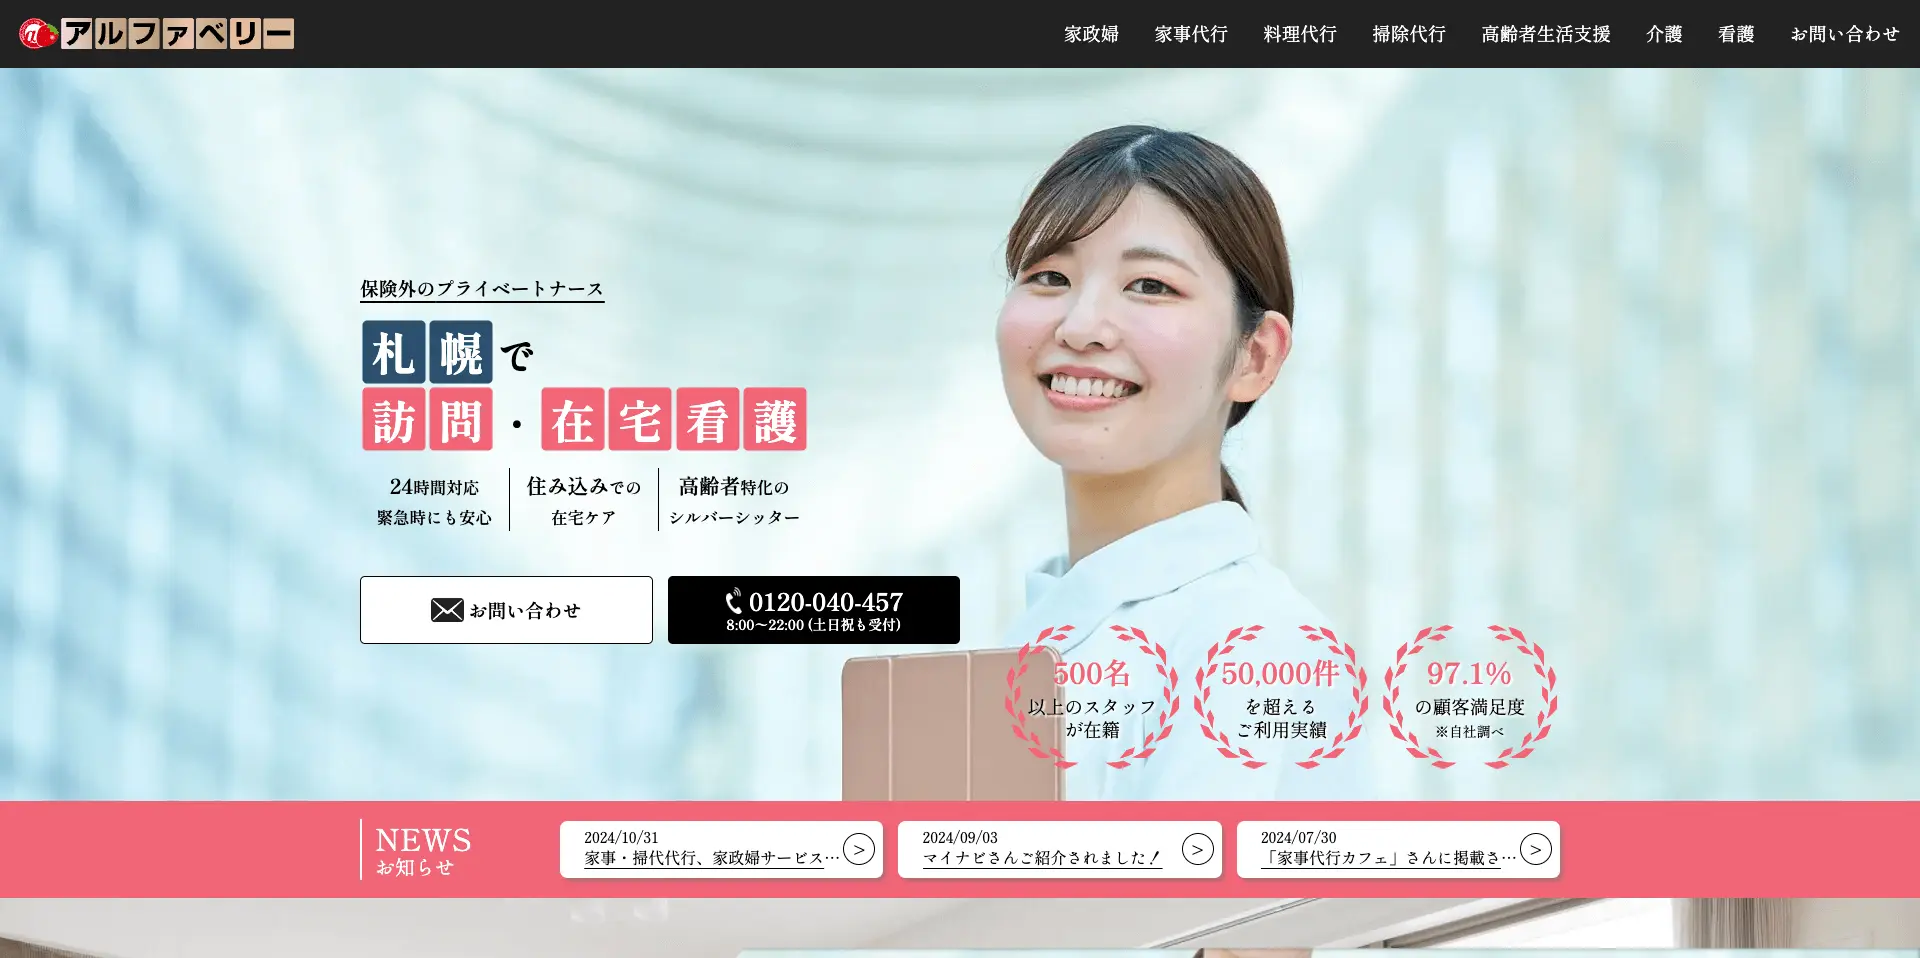 アルファベリー
家政婦 家事代行 料理代行 掃除代行 高齢者生活支援 介護 看護 お問い合わせ
保険外のプライベートナース
札幌で
訪問・在宅看護
24時間対応
緊急時にも安心
住み込みでの
在宅ケア
高齢者特化の
シルバーシッター
お問い合わせ
0120-040-457
8:00〜22:00 (土日祝も受付)
500名
以上のスタッフ
が在籍
50,000件
を超える
ご利用実績
97.1%
の顧客満足度
※自社調べ
NEWS
お知らせ
2024/10/31
家事・掃代代行、家政婦サービス…
>
2024/09/03
マイナビさんご紹介されました！
>
2024/07/30
「家事代行カフェ」さんに掲載さ…
>